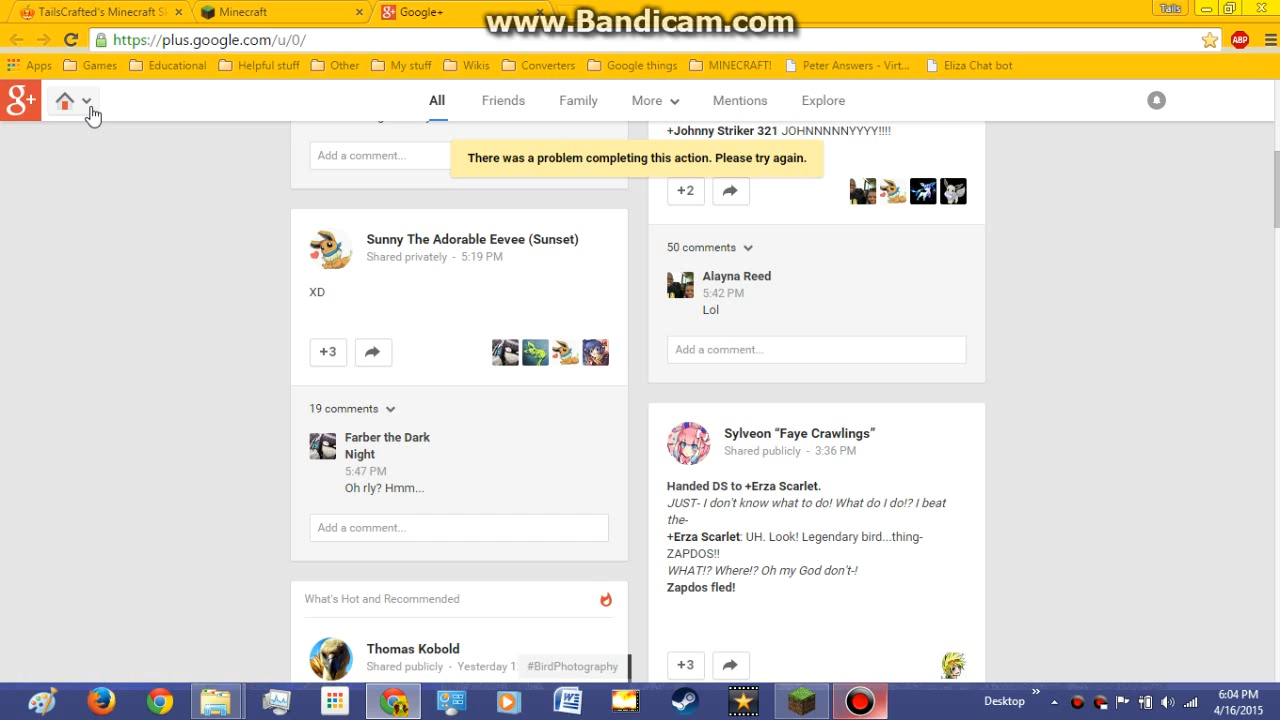 www.Bandicam.com
TailsCrafted's Minecraft S
Minecraft
Google+
Tails
https://plus.google.com/u/0/
ABP
Apps
Games
Educational
Helpful stuff
Other
My stuff
Wikis
Converters
Google things
MINECRAFT!
Peter Answers - Virt...
Eliza Chat bot
g+
All
Friends
Family
More
Mentions
Explore
There was a problem completing this action. Please try again.
Add a comment...
Sunny The Adorable Eevee (Sunset)
Shared privately - 5:19 PM
XD
+3
19 comments
Farber the Dark
Night
5:47 PM
Oh rly? Hmm...
Add a comment...
What's Hot and Recommended
Thomas Kobold
Shared publicly - Yesterday 1
#BirdPhotography
+Johnny Striker 321 JOHNNNNNYYYY!!!!
+2
50 comments
Alayna Reed
5:42 PM
Lol
Add a comment...
Sylveon “Faye Crawlings”
Shared publicly - 3:36 PM
Handed DS to +Erza Scarlet.
JUST- I don't know what to do! What do I do!? I beat
the-
+Erza Scarlet: UH. Look! Legendary bird...thing-
ZAPDOS!!
WHAT!? Where!? Oh my God don't-!
Zapdos fled!
+3
Desktop
6:04 PM
4/16/2015